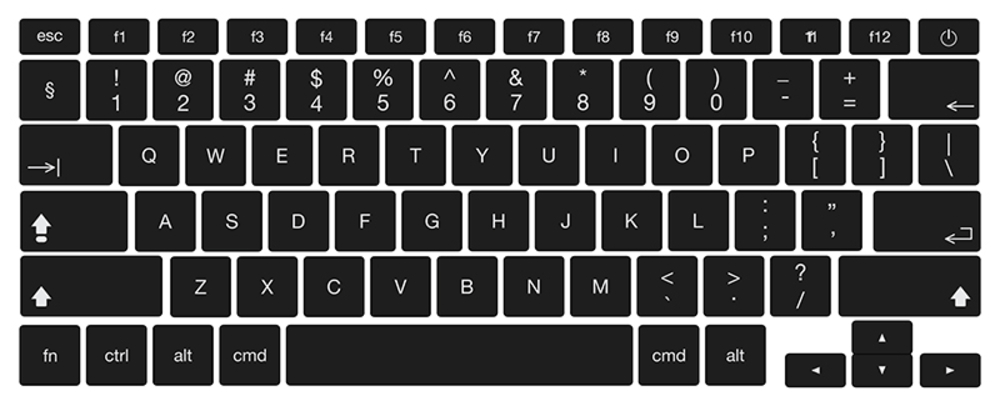 esc f1 f2 f3 f4 f5 f6 f7 f8 f9 f10 f11 f12
§ ! 1 @ 2 # 3 $ 4 % 5 ^ 6 & 7 * 8 ( 9 ) 0 _ - + =
Q W E R T Y U I O P { [ } ] | \
A S D F G H J K L : ; ” ’
Z X C V B N M < ` > . ? /
fn ctrl alt cmd cmd alt